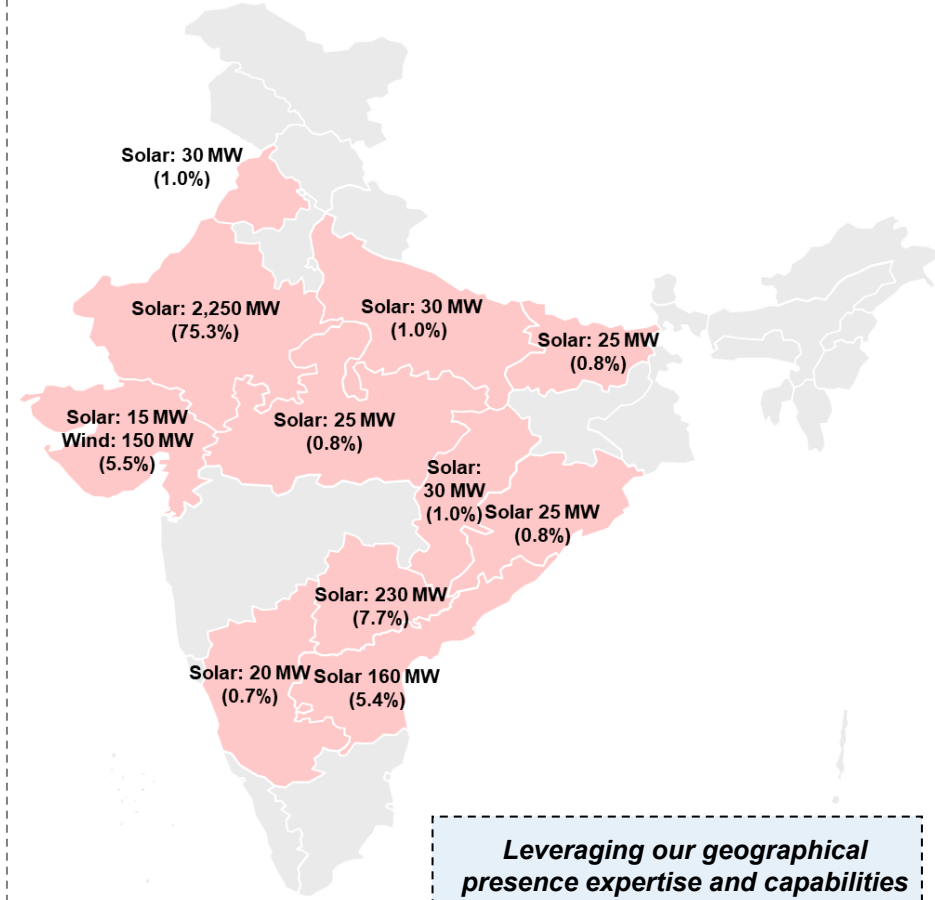 Solar: 30 MW
(1.0%)
Solar: 2,250 MW
(75.3%)
Solar: 30 MW
(1.0%)
Solar: 25 MW
(0.8%)
Solar: 15 MW
Wind: 150 MW
(5.5%)
Solar: 25 MW
(0.8%)
Solar:
30 MW
(1.0%)
Solar 25 MW
(0.8%)
Solar: 230 MW
(7.7%)
Solar: 20 MW
(0.7%)
Solar 160 MW
(5.4%)
Leveraging our geographical
presence expertise and capabilities